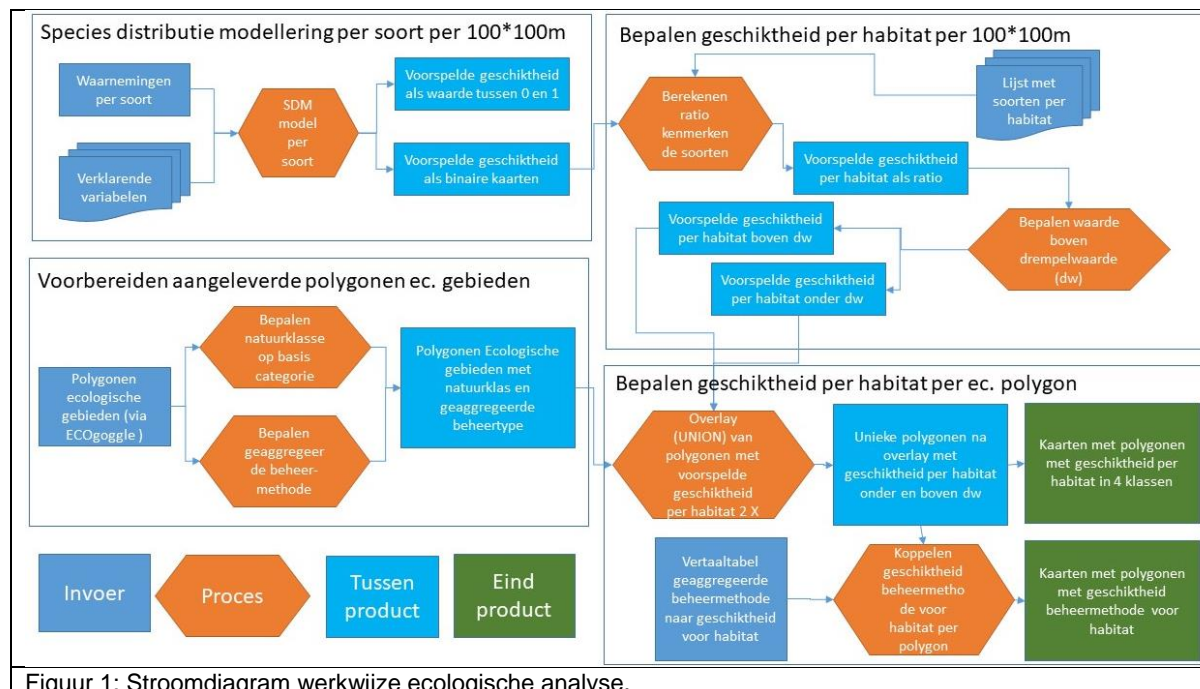 Species distributie modellering per soort per 100*100m
Waarnemingen
per soort
Verklarende
variabelen
SDM
model
per
soort
Voorspelde geschiktheid
als waarde tussen 0 en 1
Voorspelde geschiktheid
als binaire kaarten
Bepalen geschiktheid per habitat per 100*100m
Berekenen
ratio
kenmerken
de soorten
Lijst met
soorten per
habitat
Voorspelde geschiktheid
per habitat als ratio
Voorspelde geschiktheid
per habitat boven dw
Voorspelde geschiktheid
per habitat onder dw
Bepalen waarde
boven
drempelwaarde
(dw)
Voorbereiden aangeleverde polygonen ec. gebieden
Polygonen
ecologische
gebieden (via
ECOgoggle )
Bepalen
natuurklasse
op basis
categorie
Bepalen
geaggregeer
de beheer-
methode
Polygonen Ecologische
gebieden met
natuurklas en
geaggregeerde
beheertype
Bepalen geschiktheid per habitat per ec. polygon
Overlay
(UNION) van
polygonen met
voorspelde
geschiktheid
per habitat 2 X
Unieke polygonen na
overlay met
geschiktheid per habitat
onder en boven dw
Kaarten met polygonen
met geschiktheid per
habitat in 4 klassen
Vertaaltabel
geaggregeerde
beheermethode
naar geschiktheid
voor habitat
Koppelen
geschiktheid
beheermetho
de voor
habitat per
polygon
Kaarten met polygonen
met geschiktheid
beheermethode voor
habitat
Invoer
Proces
Tussen
product
Eind
product
Figuur 1: Stroomdiagram werkwijze ecologische analyse.